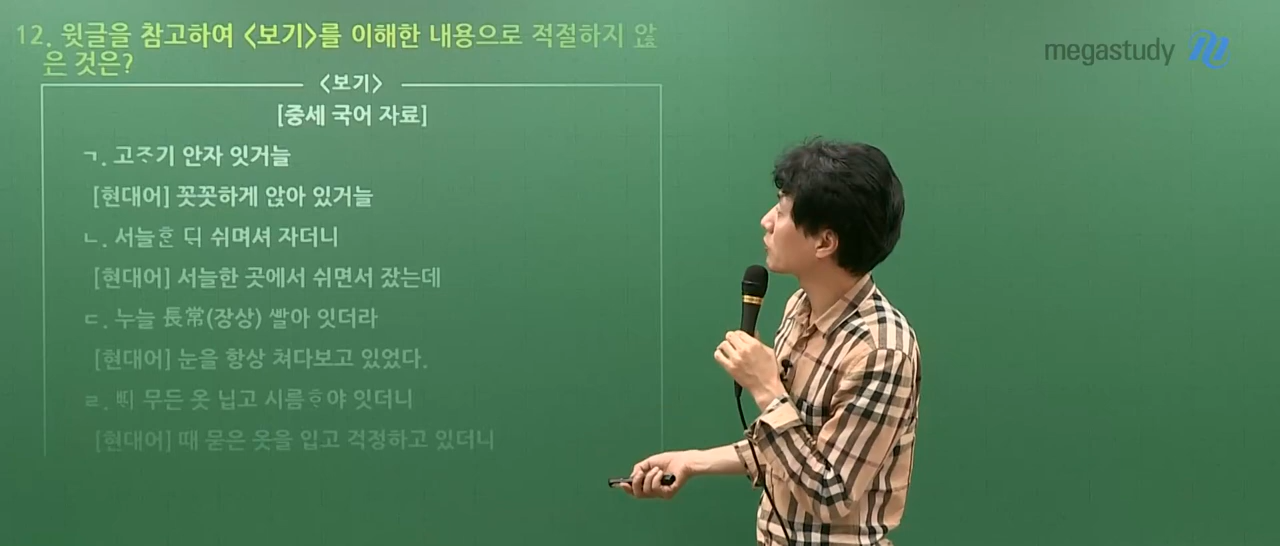 12. 윗글을 참고하여 <보기>를 이해한 내용으로 적절하지 않
은 것은?
megastudy
<보기>
[중세 국어 자료]
ㄱ. 고ᄌᆞ기 안자 잇거늘
[현대어] 꼿꼿하게 앉아 있거늘
ㄴ. 서늘ᄒᆞᆫ ᄃᆡ 쉬며셔 자더니
[현대어] 서늘한 곳에서 쉬면서 잤는데
ㄷ. 누늘 長常(장상) ᄲᅡᆯ아 잇더라
[현대어] 눈을 항상 쳐다보고 있었다.
ㄹ. 무든 옷 닙고 시름ᄒᆞ야 잇더니
[현대어] 때 묻은 옷을 입고 걱정하고 있더니